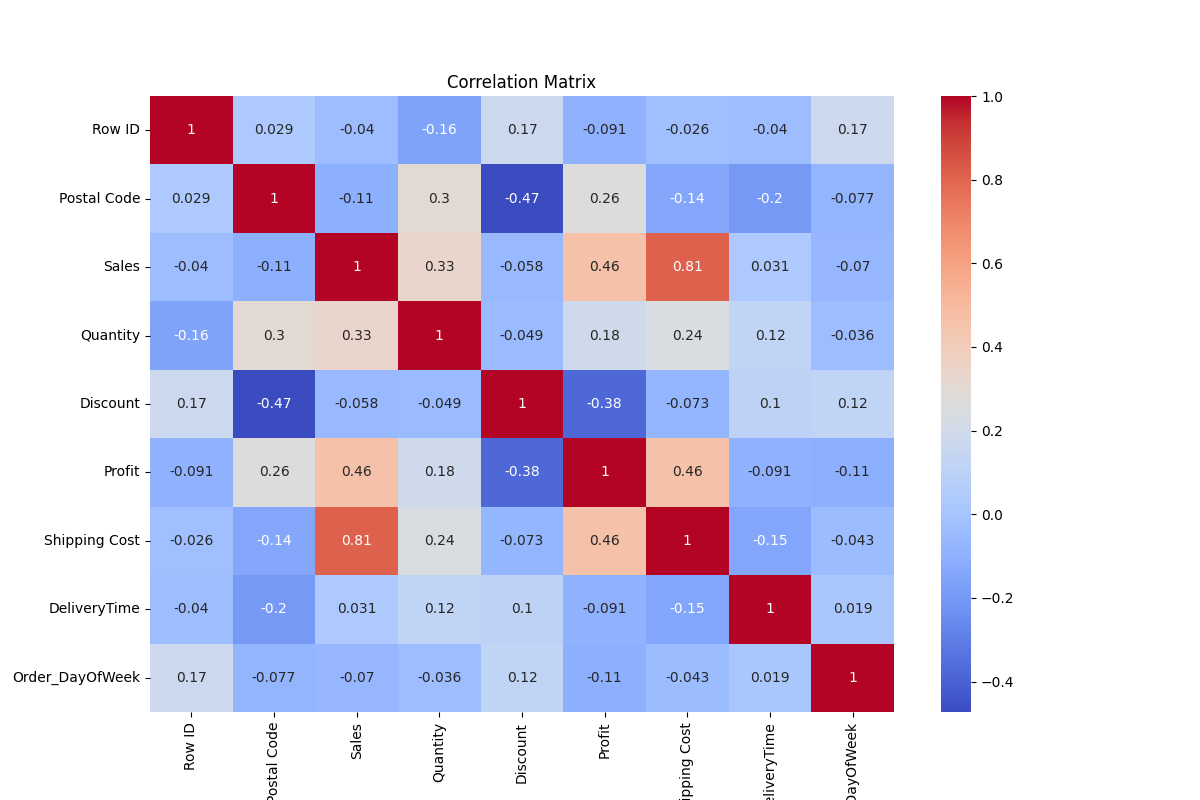 Correlation Matrix
Row ID 1 0.029 -0.04 -0.16 0.17 -0.091 -0.026 -0.04 0.17
Postal Code 0.029 1 -0.11 0.3 -0.47 0.26 -0.14 -0.2 -0.077
Sales -0.04 -0.11 1 0.33 -0.058 0.46 0.81 0.031 -0.07
Quantity -0.16 0.3 0.33 1 -0.049 0.18 0.24 0.12 -0.036
Discount 0.17 -0.47 -0.058 -0.049 1 -0.38 -0.073 0.1 0.12
Profit -0.091 0.26 0.46 0.18 -0.38 1 0.46 -0.091 -0.11
Shipping Cost -0.026 -0.14 0.81 0.24 -0.073 0.46 1 -0.15 -0.043
DeliveryTime -0.04 -0.2 0.031 0.12 0.1 -0.091 -0.15 1 0.019
Order_DayOfWeek 0.17 -0.077 -0.07 -0.036 0.12 -0.11 -0.043 0.019 1
Row ID
Postal Code
Sales
Quantity
Discount
Profit
ipping Cost
eliveryTime
DayOfWeek
1.0
0.8
0.6
0.4
0.2
0.0
−0.2
−0.4